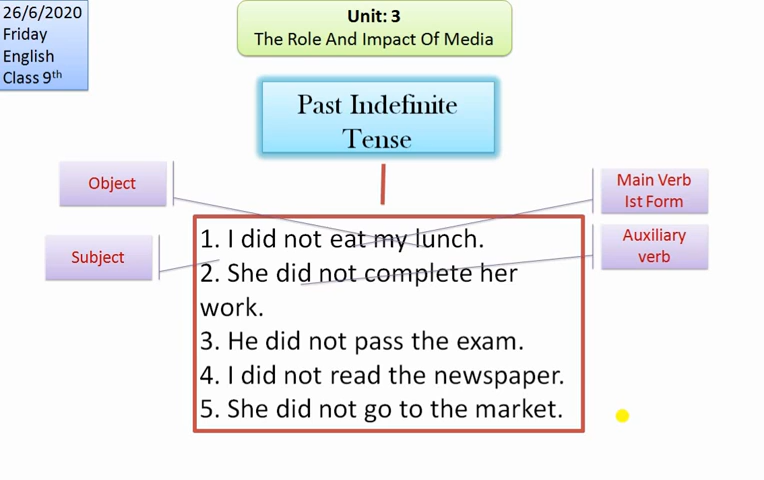 26/6/2020
Friday
English
Class 9th
Unit: 3
The Role And Impact Of Media
Past Indefinite
Tense
Object
Subject
Main Verb
Ist Form
Auxiliary
verb
1. I did not eat my lunch.
2. She did not complete her
work.
3. He did not pass the exam.
4. I did not read the newspaper.
5. She did not go to the market.